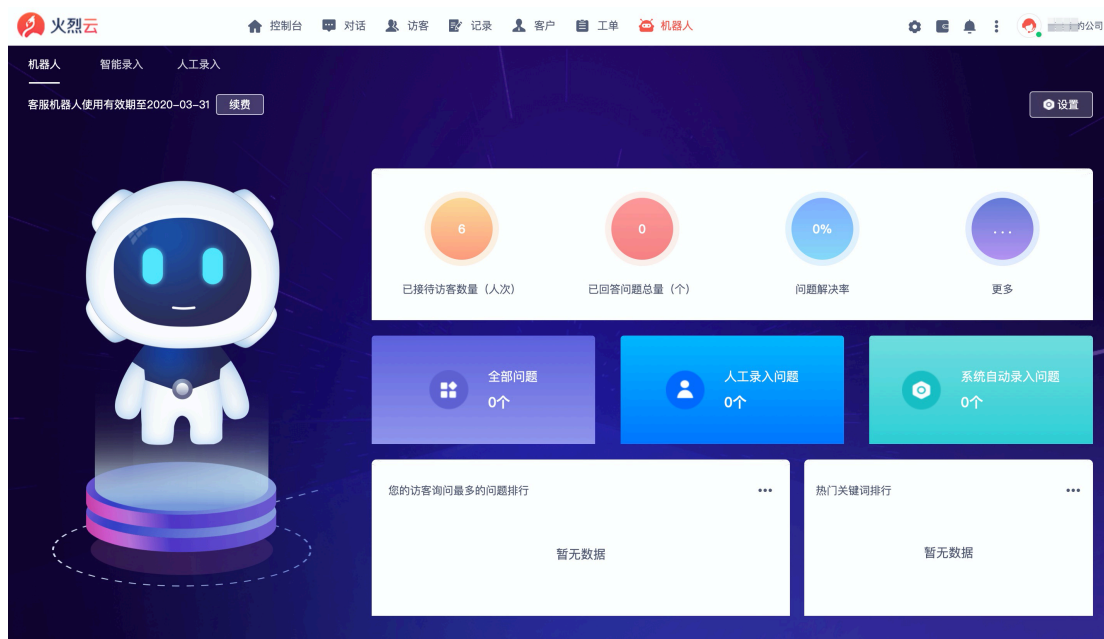 火烈云 控制台 对话 访客 记录 客户 工单 机器人 的公司
机器人 智能录入 人工录入
客服机器人使用有效期至2020-03-31 续费 设置
6 0 0% ...
已接待访客数量（人次） 已回答问题总量（个） 问题解决率 更多
全部问题 人工录入问题 系统自动录入问题
0个 0个 0个
您的访客询问最多的问题排行 ... 热门关键词排行 ...
暂无数据 暂无数据